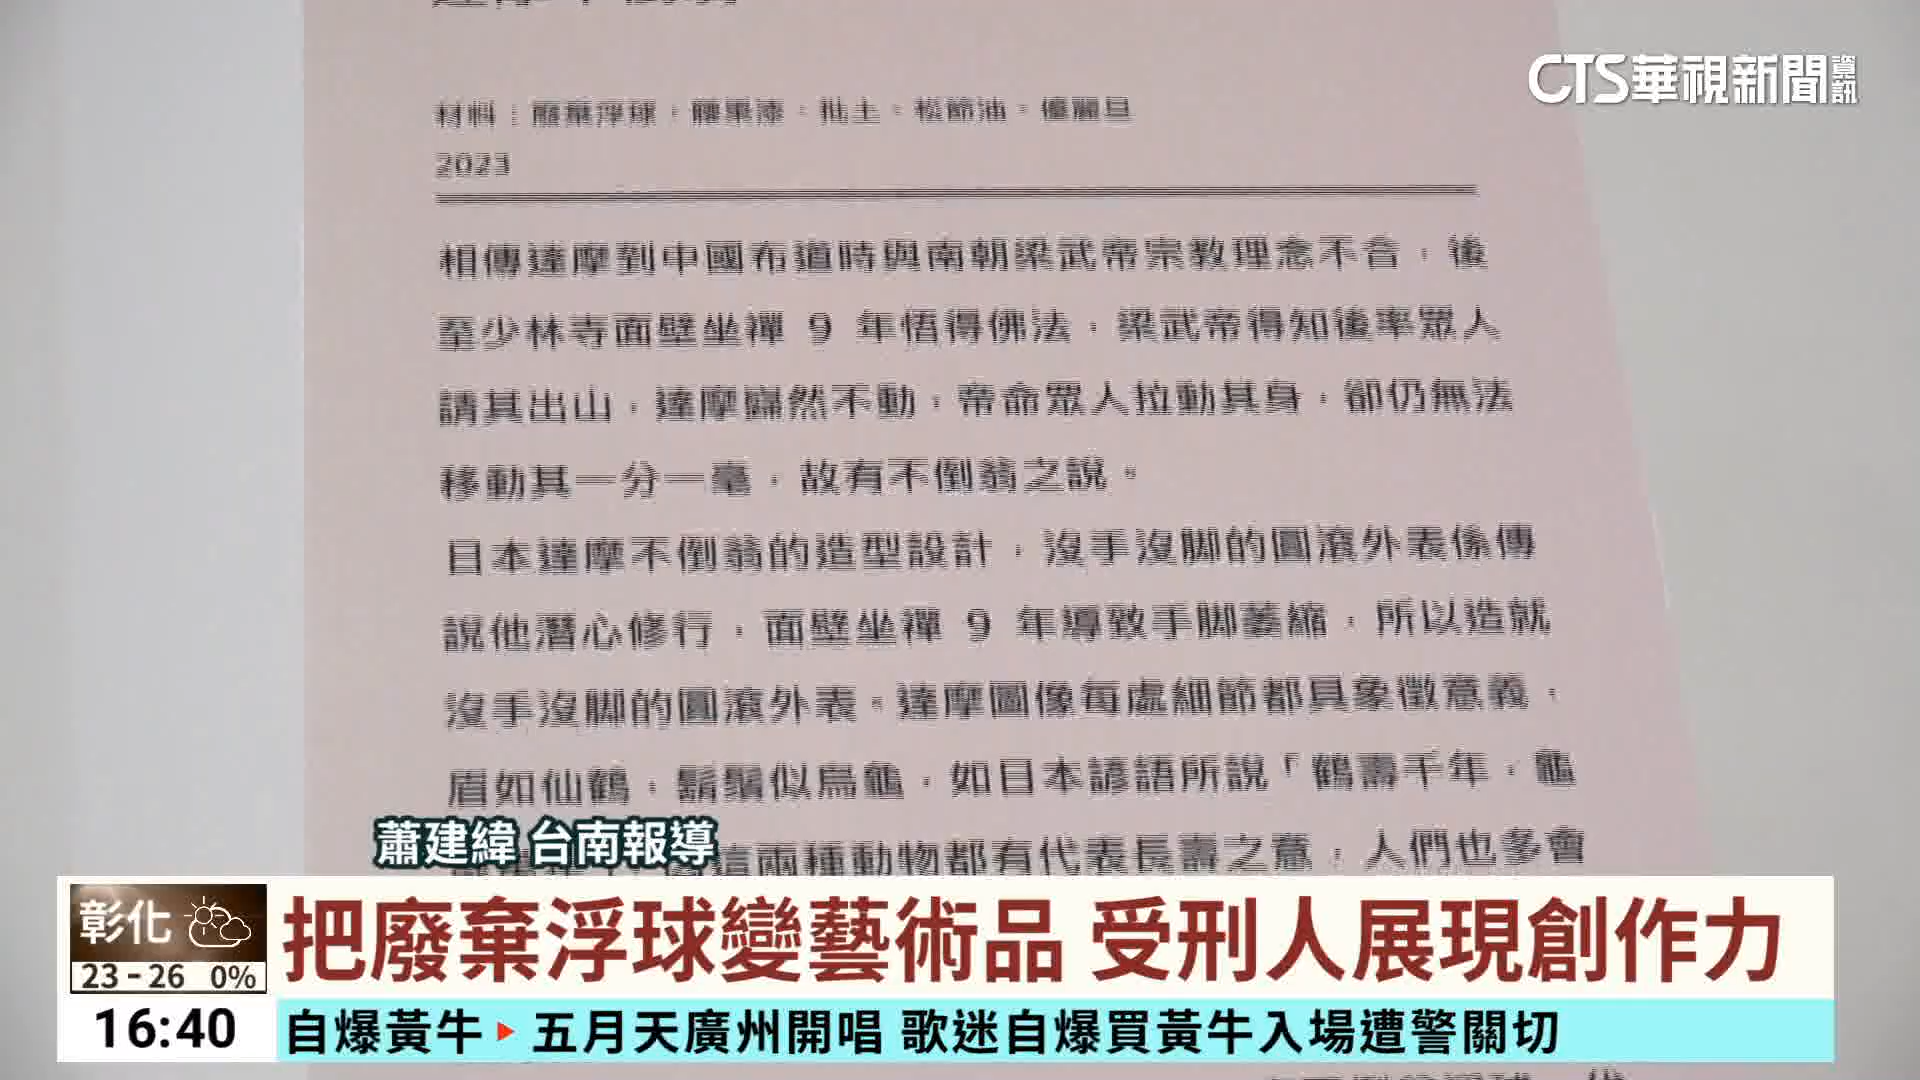 CTS華視新聞資訊
材料：廢棄浮球、腰果漆、批土、松節油、優麗旦
2023
相傳達摩到中國布道時與南朝梁武帝宗教理念不合，後
至少林寺面壁坐禪 9 年悟得佛法，梁武帝得知後率眾人
請其出山，達摩巋然不動，帝命眾人拉動其身，卻仍無法
移動其一分一毫，故有不倒翁之說。
日本達摩不倒翁的造型設計，沒手沒腳的圓滾外表係傳
說他潛心修行，面壁坐禪 9 年導致手腳萎縮，所以造就
沒手沒腳的圓滾外表。達摩圖像每處細節都具象徵意義，
眉如仙鶴，鬍鬚似烏龜，如日本諺語所說「鶴壽千年，龜
這兩種動物都有代表長壽之意，人們也多會
蕭建緯 台南報導
彰化
23-26 0%
把廢棄浮球變藝術品 受刑人展現創作力
16:40
自爆黃牛▶五月天廣州開唱 歌迷自爆買黃牛入場遭警關切